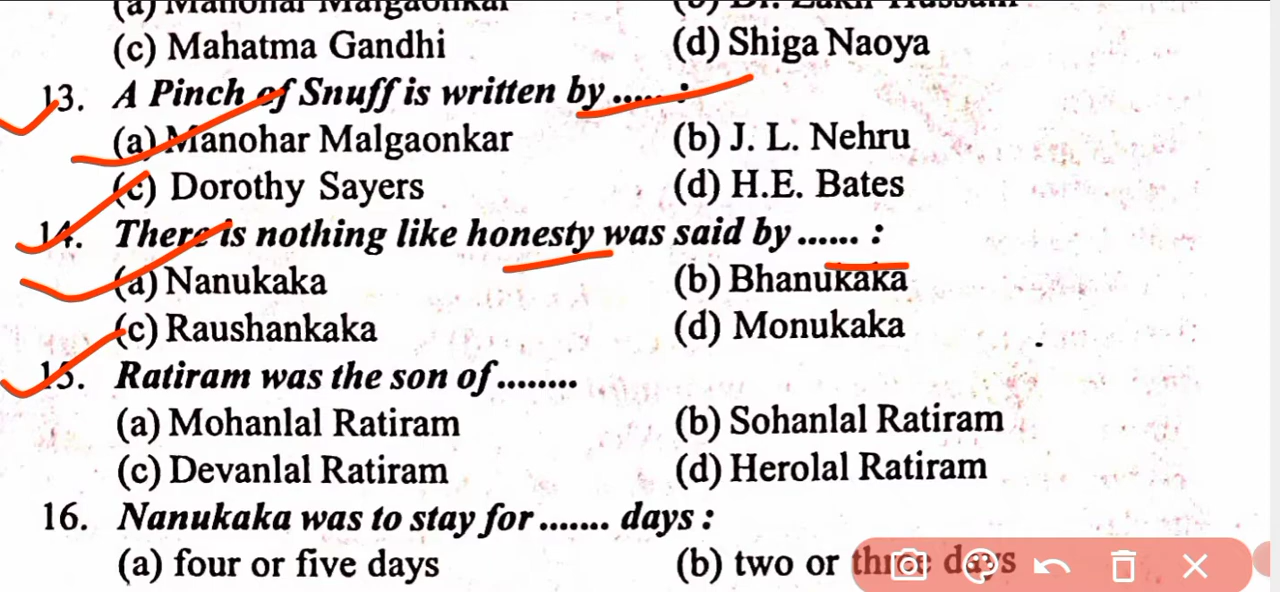 (c) Mahatma Gandhi (d) Shiga Naoya
13. A Pinch of Snuff is written by ..... :
(a) Manohar Malgaonkar (b) J. L. Nehru
(c) Dorothy Sayers (d) H.E. Bates
14. There is nothing like honesty was said by ...... :
(a) Nanukaka (b) Bhanukaka
(c) Raushankaka (d) Monukaka
15. Ratiram was the son of ........
(a) Mohanlal Ratiram (b) Sohanlal Ratiram
(c) Devanlal Ratiram (d) Herolal Ratiram
16. Nanukaka was to stay for ....... days :
(a) four or five days (b) two or three days